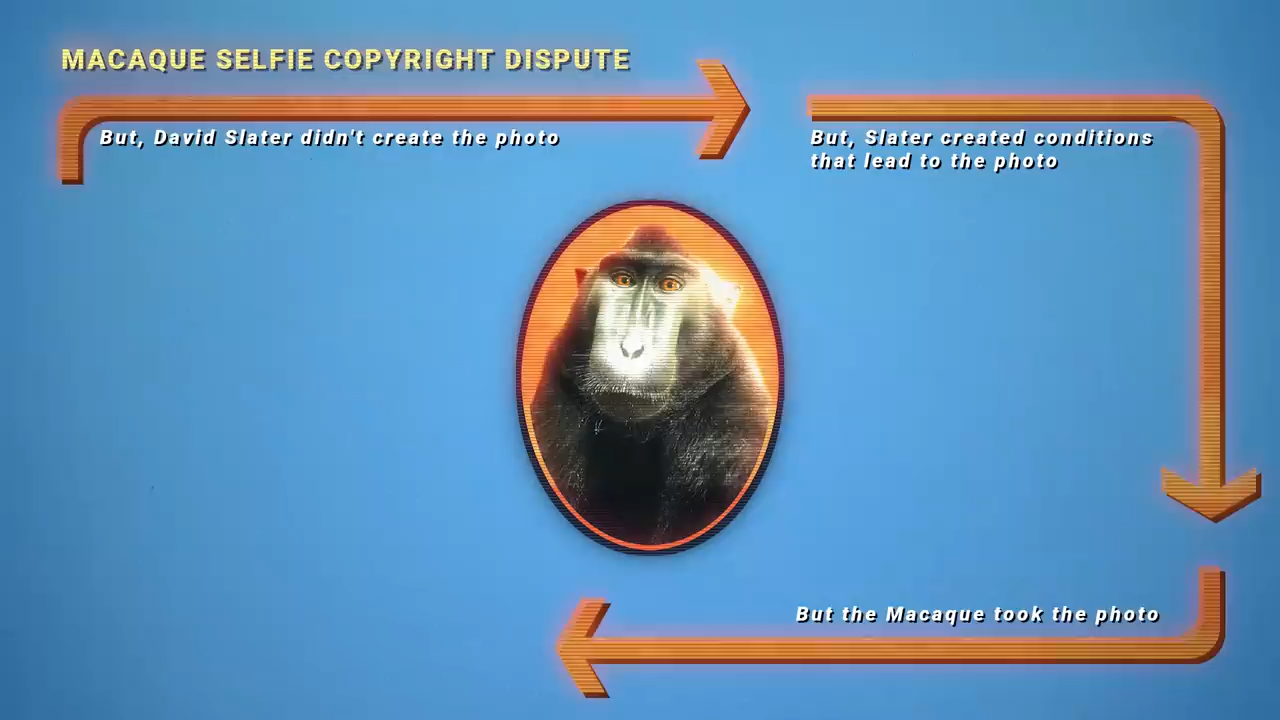 MACAQUE SELFIE COPYRIGHT DISPUTE
But, David Slater didn't create the photo
But, Slater created conditions
that lead to the photo
But the Macaque took the photo